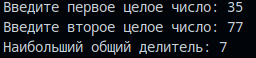 Введите первое целое число: 35
Введите второе целое число: 77
Наибольший общий делитель: 7